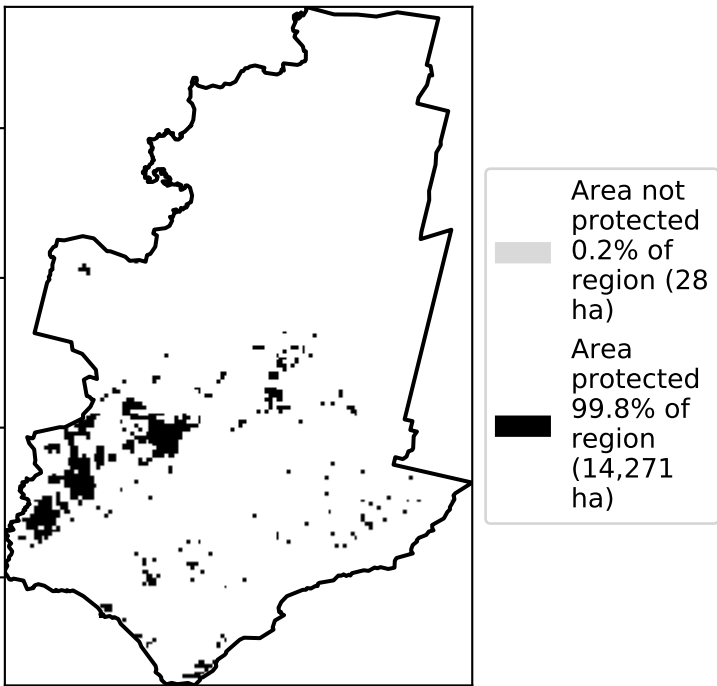 Area not
protected
0.2% of
region (28
ha)
Area
protected
99.8% of
region
(14,271
ha)